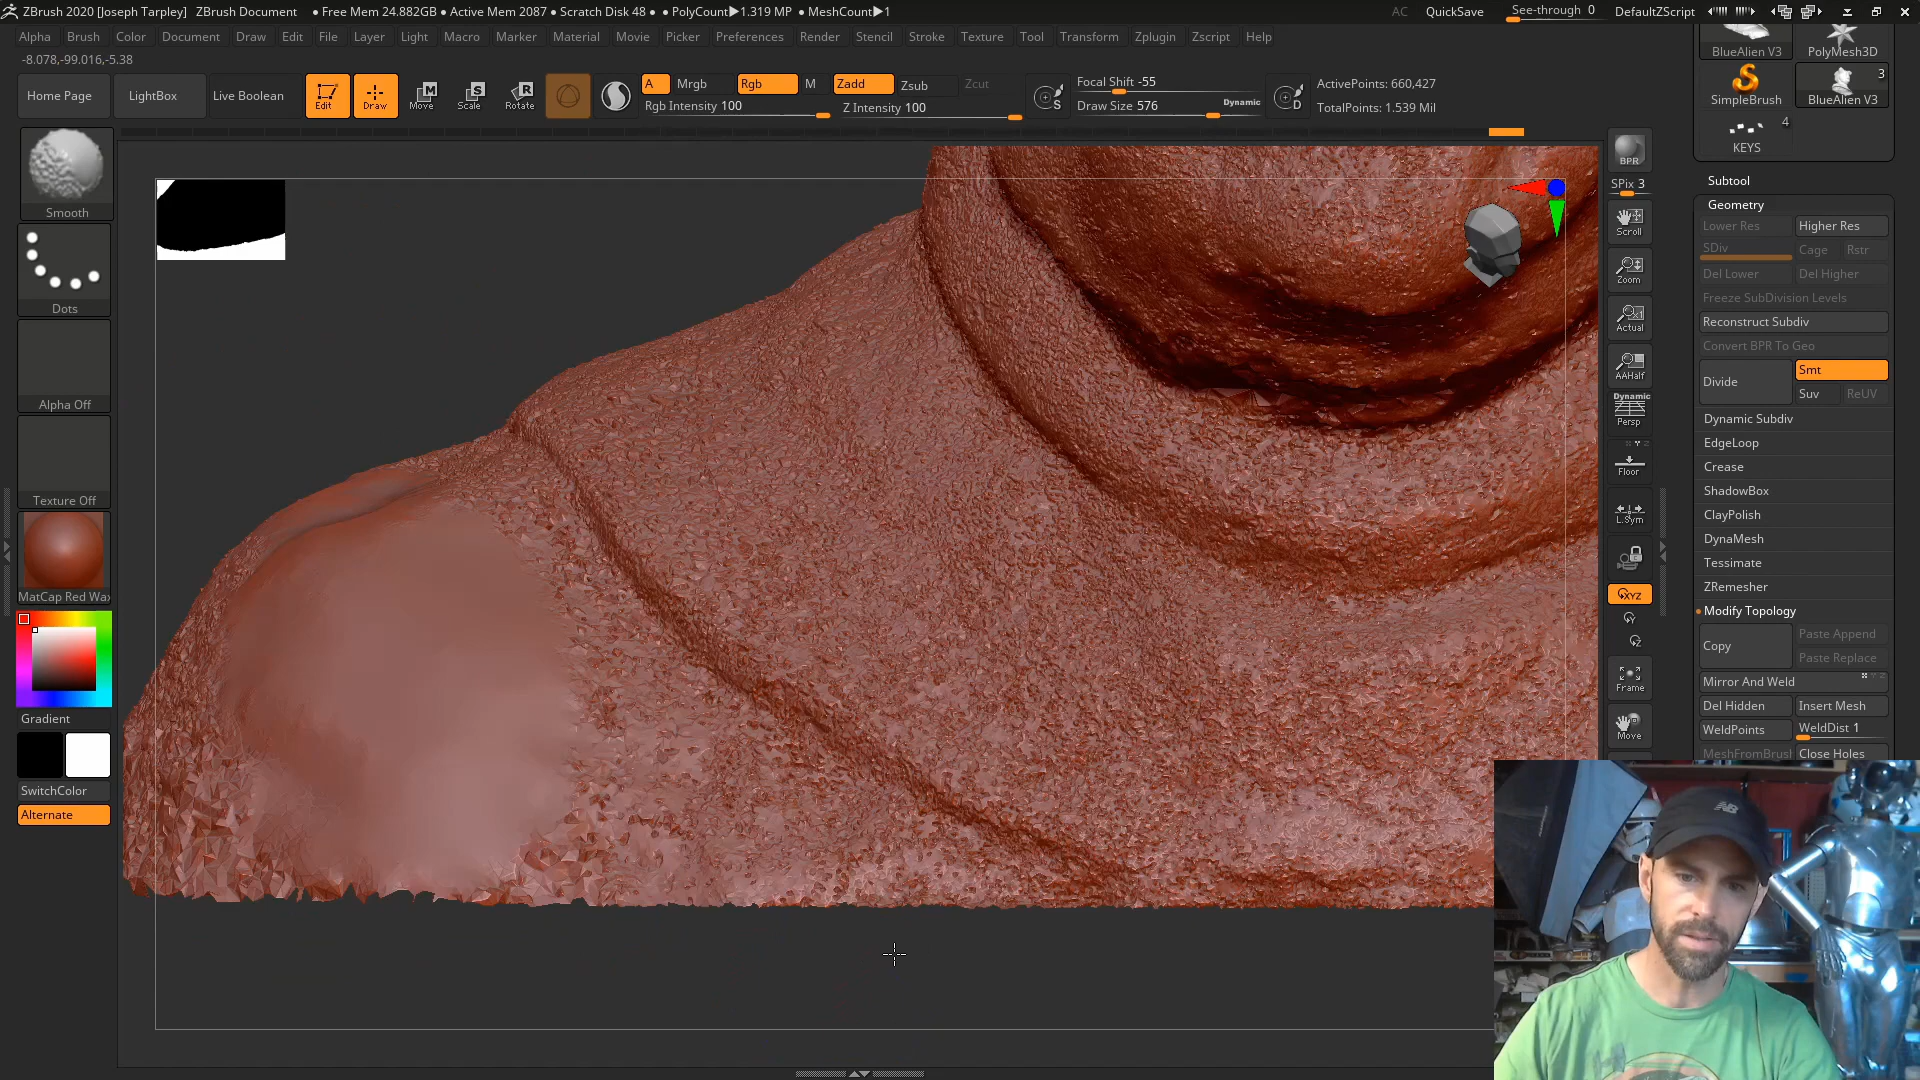 ZBrush 2020 [Joseph Tarpley] ZBrush Document • Free Mem 24.882GB • Active Mem 2087 • Scratch Disk 48 • • PolyCount▶1.319 MP • MeshCount▶1
AC QuickSave See-through 0 DefaultZScript
Alpha Brush Color Document Draw Edit File Layer Light Macro Marker Material Movie Picker Preferences Render Stencil Stroke Texture Tool Transform Zplugin Zscript Help
-8.078,-99.016,-5.38
Home Page LightBox Live Boolean Edit Draw Move Scale Rotate
M S R
A Mrgb Rgb M Zadd Zsub Zcut
Rgb Intensity 100 Z Intensity 100
S Focal Shift -55
Draw Size 576 Dynamic
D ActivePoints: 660,427
TotalPoints: 1.539 Mil
Smooth
Dots
Alpha Off
Texture Off
MatCap Red Wax
Gradient
SwitchColor
Alternate
BPR
SPix 3
Scroll
Zoom
Actual
AAHalf
Dynamic
Persp
Floor
L.Sym
XYZ
Y
Z
Frame
Move
BlueAlien V3 PolyMesh3D
SimpleBrush 3 BlueAlien V3
4
KEYS
Subtool
Geometry
Lower Res Higher Res
SDiv Cage Rstr
Del Lower Del Higher
Freeze SubDivision Levels
Reconstruct Subdiv
Convert BPR To Geo
Divide Smt
Suv ReUV
Dynamic Subdiv
EdgeLoop
Crease
ShadowBox
ClayPolish
DynaMesh
Tessimate
ZRemesher
Modify Topology
Copy Paste Append
Paste Replace
Mirror And Weld
Del Hidden Insert Mesh
WeldPoints WeldDist 1
MeshFromBrus Close Holes